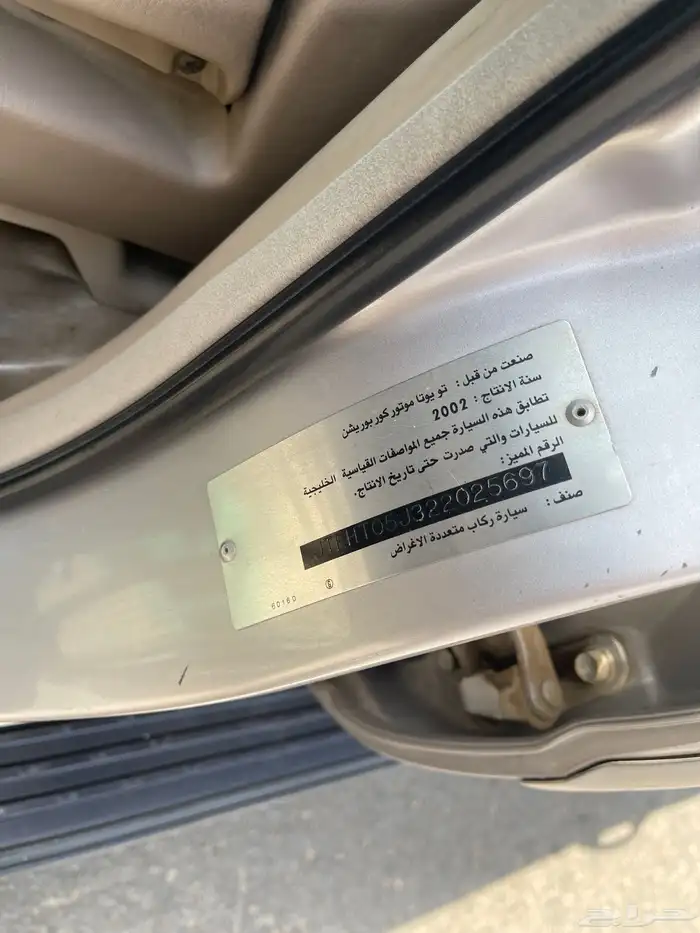 صنعت من قبل: تويوتا موتور كوربوريشن
سنة الانتاج: 2002
تطابق هذه السيارة جميع المواصفات القياسية الخليجية
للسيارات والتي صدرت حتى تاريخ الانتاج.
الرقم المميز:
JTEHT05J322025697
صنف: سيارة ركاب متعددة الاغراض
60160
حراج